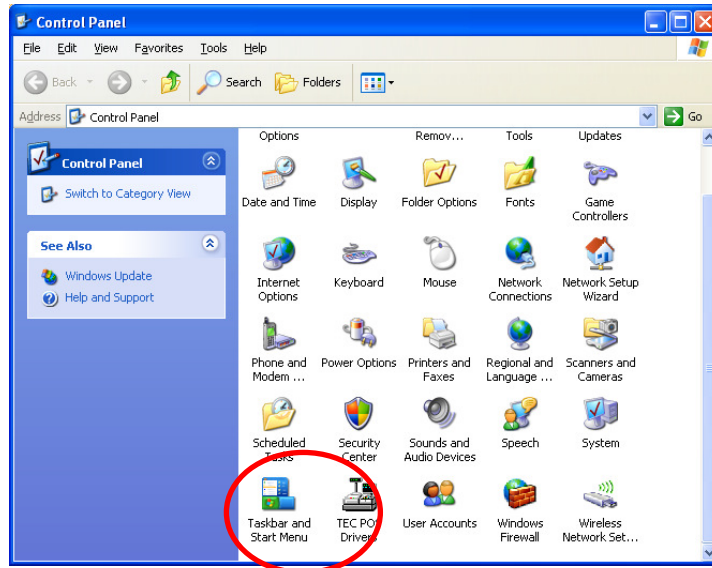 Control Panel
File Edit View Favorites Tools Help
Back Search Folders
Address Control Panel Go
Control Panel
Switch to Category View
See Also
Windows Update
Help and Support
Options Remov... Tools Updates
Date and Time Display Folder Options Fonts Game
Controllers
Internet Keyboard Mouse Network Network Setup
Options Connections Wizard
Phone and Power Options Printers and Regional and Scanners and
Modem ... Faxes Language ... Cameras
Scheduled Security Sounds and Speech System
Tasks Center Audio Devices
Taskbar and TEC POS User Accounts Windows Wireless
Start Menu Drivers Firewall Network Set...